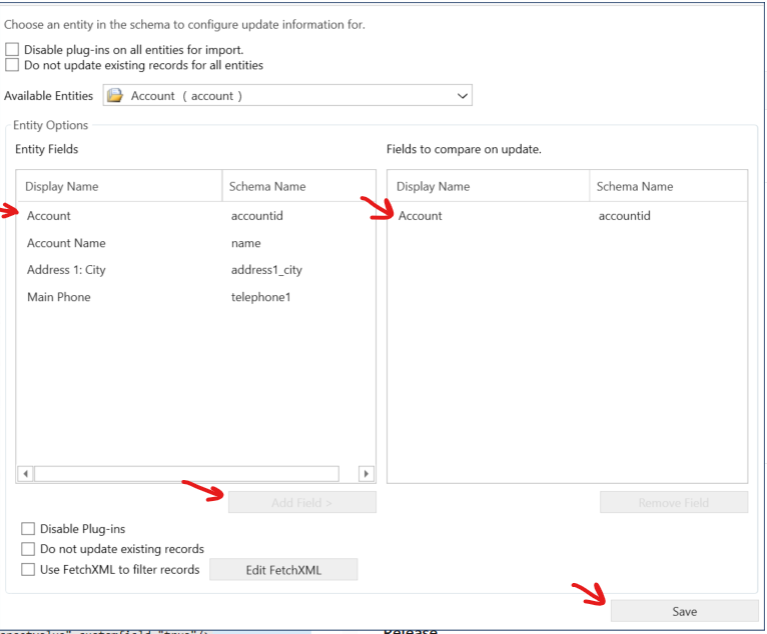 Choose an entity in the schema to configure update information for.
Disable plug-ins on all entities for import.
Do not update existing records for all entities
Available Entities Account ( account )
Entity Options
Entity Fields Fields to compare on update.
Display Name Schema Name Display Name Schema Name
Account accountid Account accountid
Account Name name
Address 1: City address1_city
Main Phone telephone1
Add Field > Remove Field
Disable Plug-ins
Do not update existing records
Use FetchXML to filter records Edit FetchXML
Save
Release